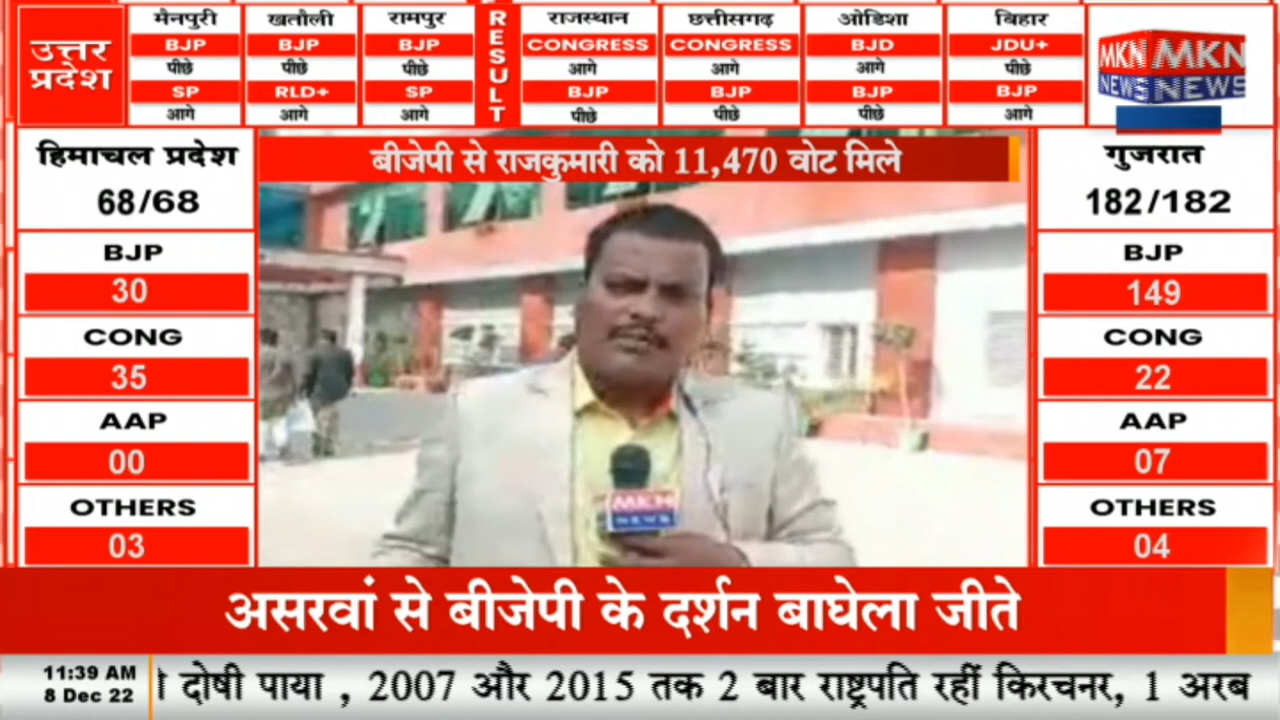 उत्तर प्रदेश
मैनपुरी
BJP
पीछे
SP
आगे
खतौली
BJP
पीछे
RLD+
आगे
रामपुर
BJP
पीछे
SP
आगे
RESULT
राजस्थान
CONGRESS
आगे
BJP
पीछे
छत्तीसगढ़
CONGRESS
आगे
BJP
पीछे
ओडिशा
BJD
आगे
BJP
पीछे
बिहार
JDU+
पीछे
BJP
आगे
MKN MKN
NEWS NEWS
हिमाचल प्रदेश
68/68
BJP
30
CONG
35
AAP
00
OTHERS
03
बीजेपी से राजकुमारी को 11,470 वोट मिले
MKN
NEWS
गुजरात
182/182
BJP
149
CONG
22
AAP
07
OTHERS
04
असरवां से बीजेपी के दर्शन बाघेला जीते
11:39 AM
8 Dec 22
दोषी पाया , 2007 और 2015 तक 2 बार राष्ट्रपति रहीं किरचनर, 1 अरब